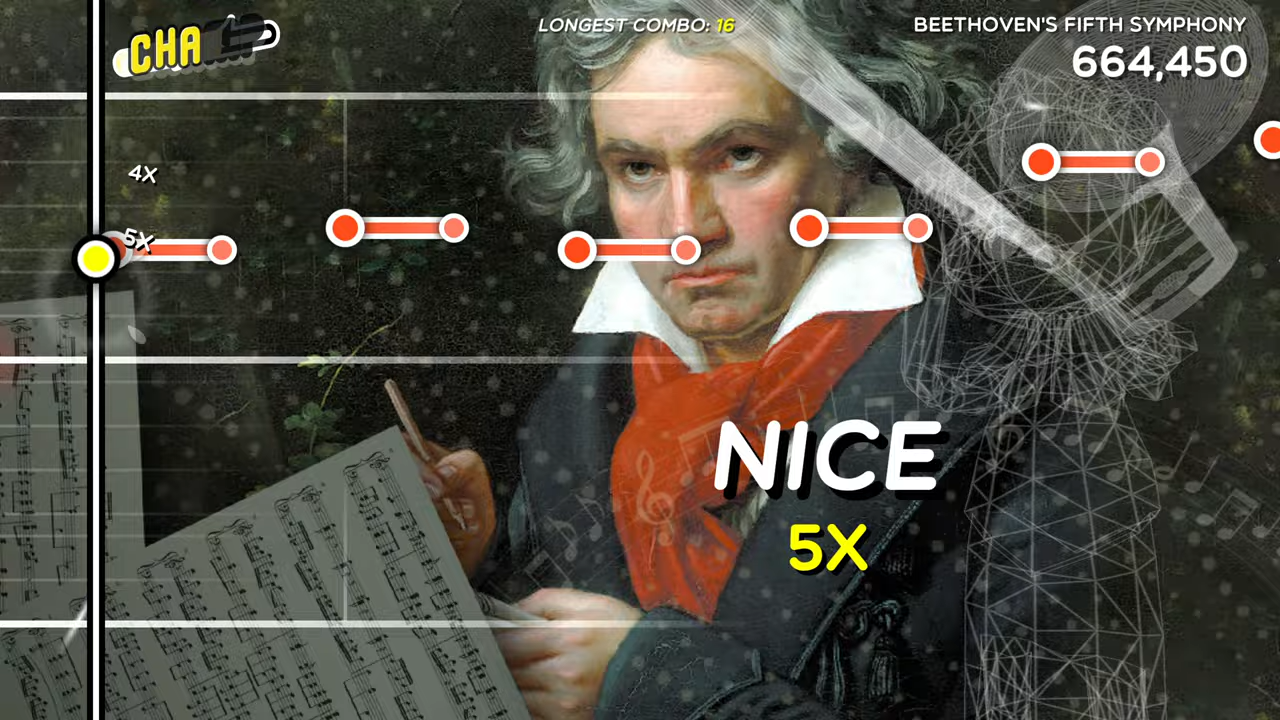 CHA
LONGEST COMBO: 16
BEETHOVEN'S FIFTH SYMPHONY
664,450
4X
5X
NICE
5X